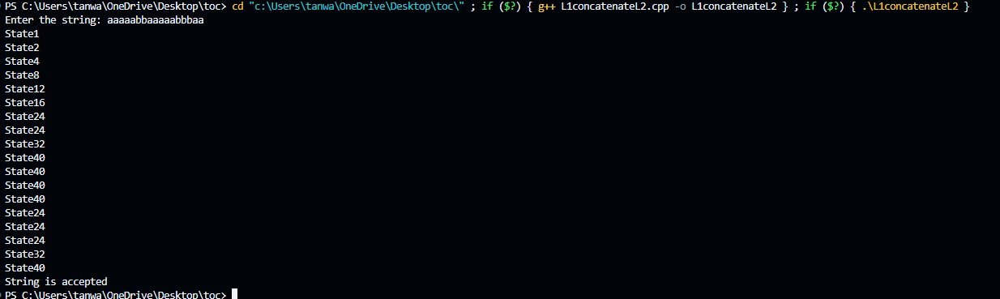 PS C:\Users\tanwa\OneDrive\Desktop\toc> cd "c:\Users\tanwa\OneDrive\Desktop\toc\" ; if ($?) { g++ L1concatenateL2.cpp -o L1concatenateL2 } ; if ($?) { .\L1concatenateL2 }
Enter the string: aaaaabbaaaaabbbaa
State1
State2
State4
State8
State12
State16
State24
State24
State32
State40
State40
State40
State40
State24
State24
State24
State32
State40
String is accepted
PS C:\Users\tanwa\OneDrive\Desktop\toc>